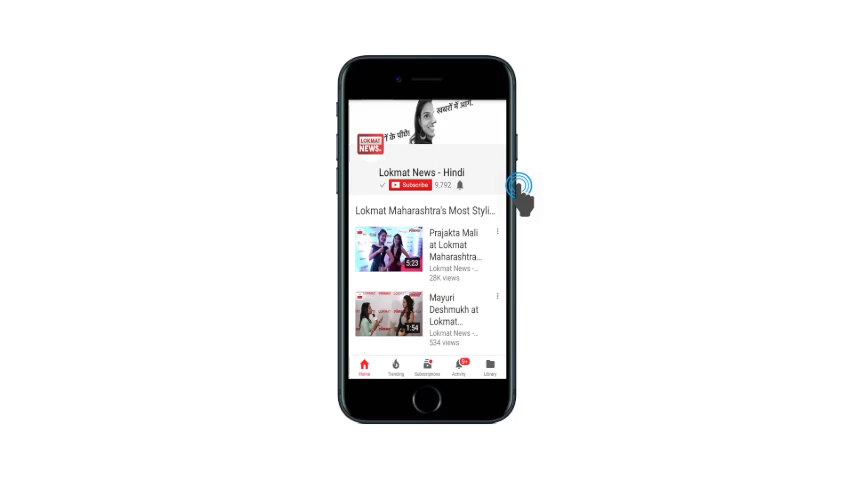 खबरों में आगे,
के पीछे!
LOKMAT
NEWS
Lokmat News - Hindi
Subscribe 9,792
Lokmat Maharashtra's Most Styli...
Prajakta Mali
at Lokmat
Maharashtra...
Lokmat News -...
28K views
5:23
Mayuri
Deshmukh at
Lokmat...
Lokmat News -...
534 views
1:54
Home Trending Subscriptions Activity 9+ Library